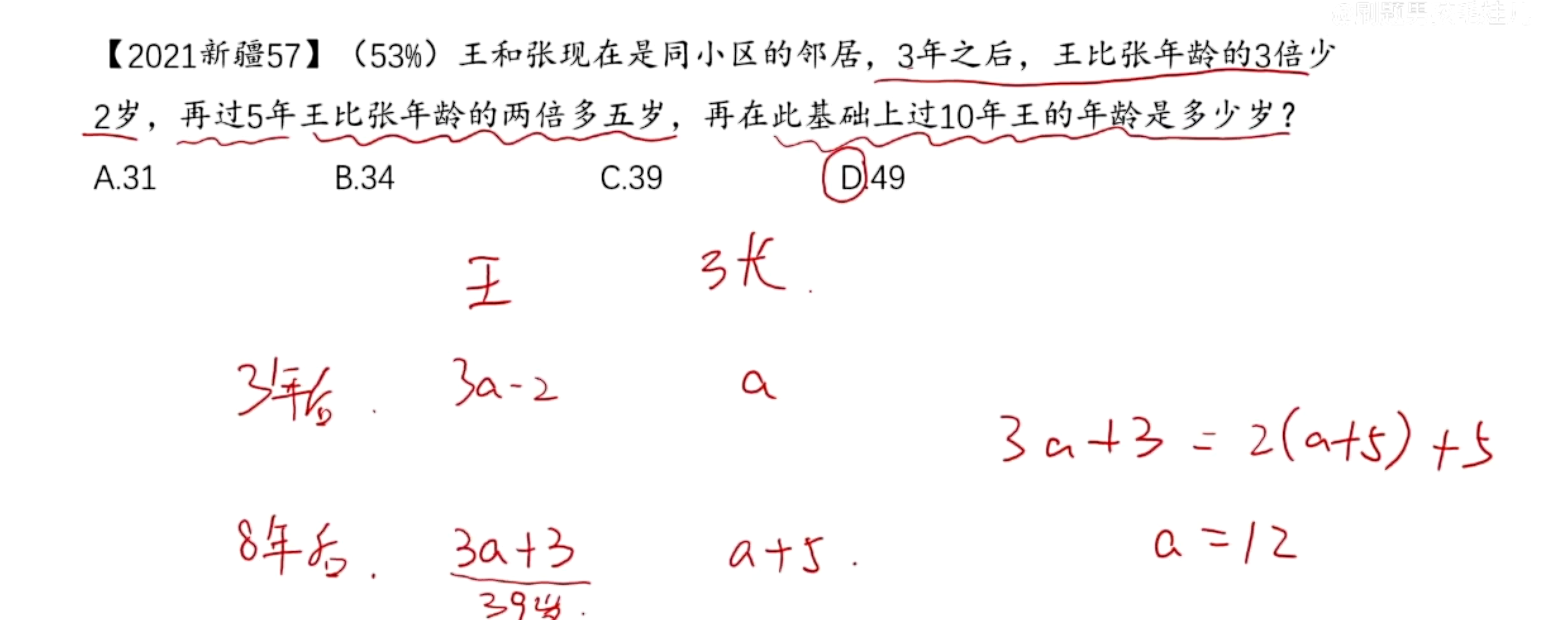 【2021新疆57】（53%）王和张现在是同小区的邻居，3年之后，王比张年龄的3倍少
2岁，再过5年王比张年龄的两倍多五岁，再在此基础上过10年王的年龄是多少岁？
A.31 B.34 C.39 D.49
王 张.
3年后. 3a-2 a
3a+3=2(a+5)+5
8年后. 3a+3 a+5.
a=12
39岁.